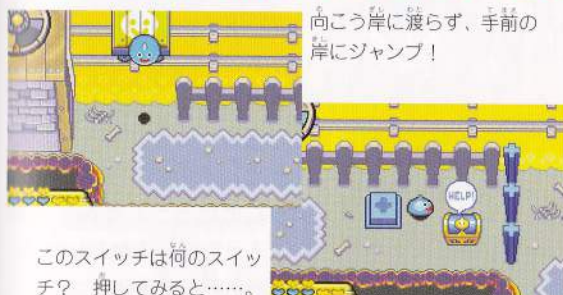 向こう岸に渡らず、手前の
岸にジャンプ！
HELP!
このスイッチは何のスイッ
チ？　押してみると……。